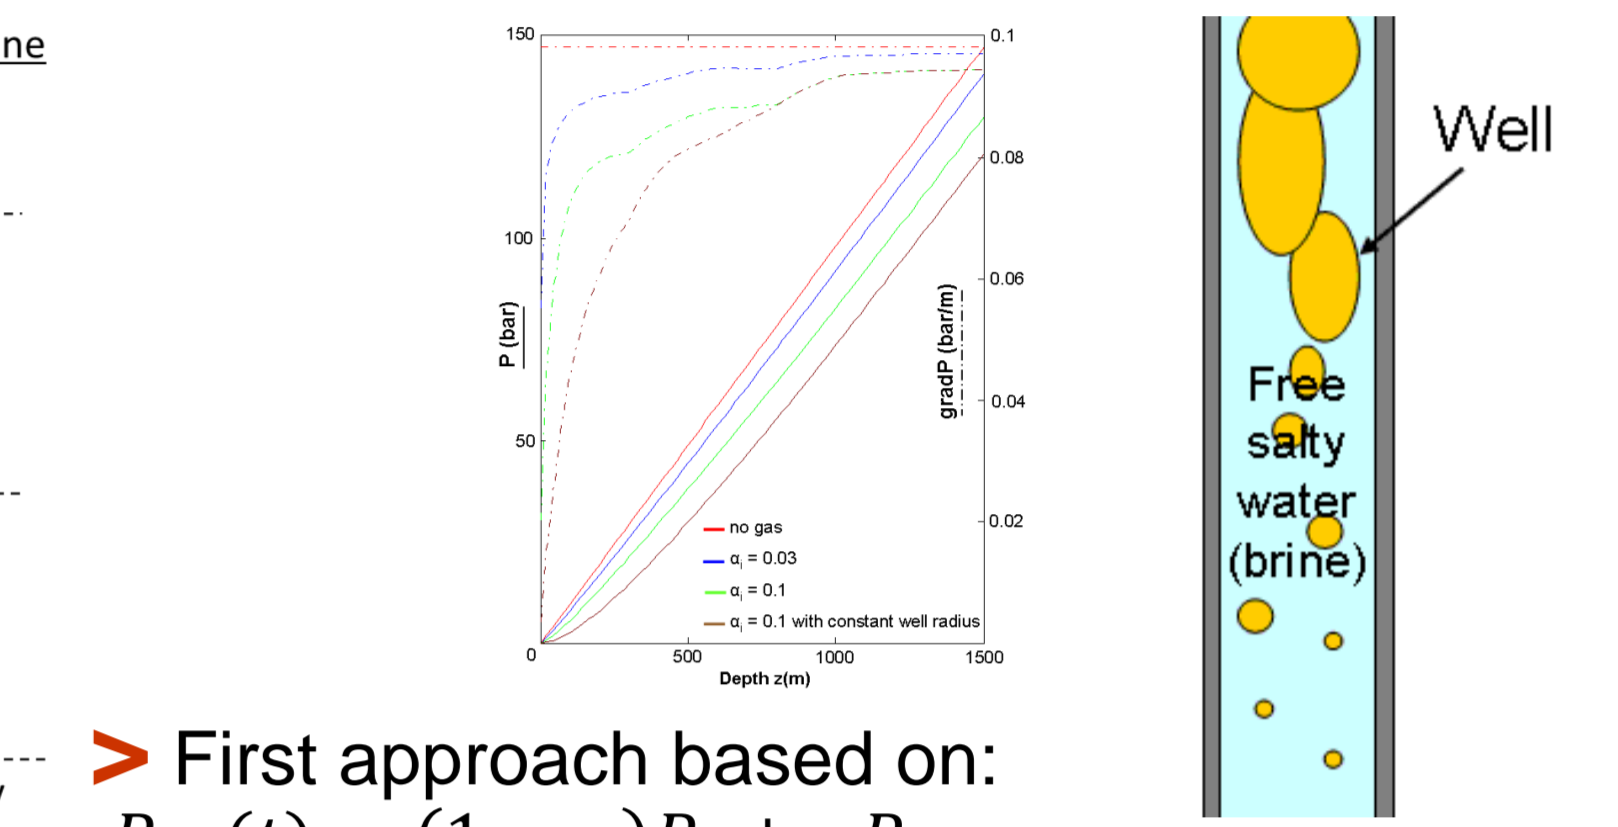 ne
150
100
50
0
500
1000
1500
0.1
0.08
0.06
0.04
0.02
P (bar)
gradP (bar/m)
Depth z(m)
no gas
αi = 0.03
αi = 0.1
αi = 0.1 with constant well radius
Well
Free
salty
water
(brine)
> First approach based on: